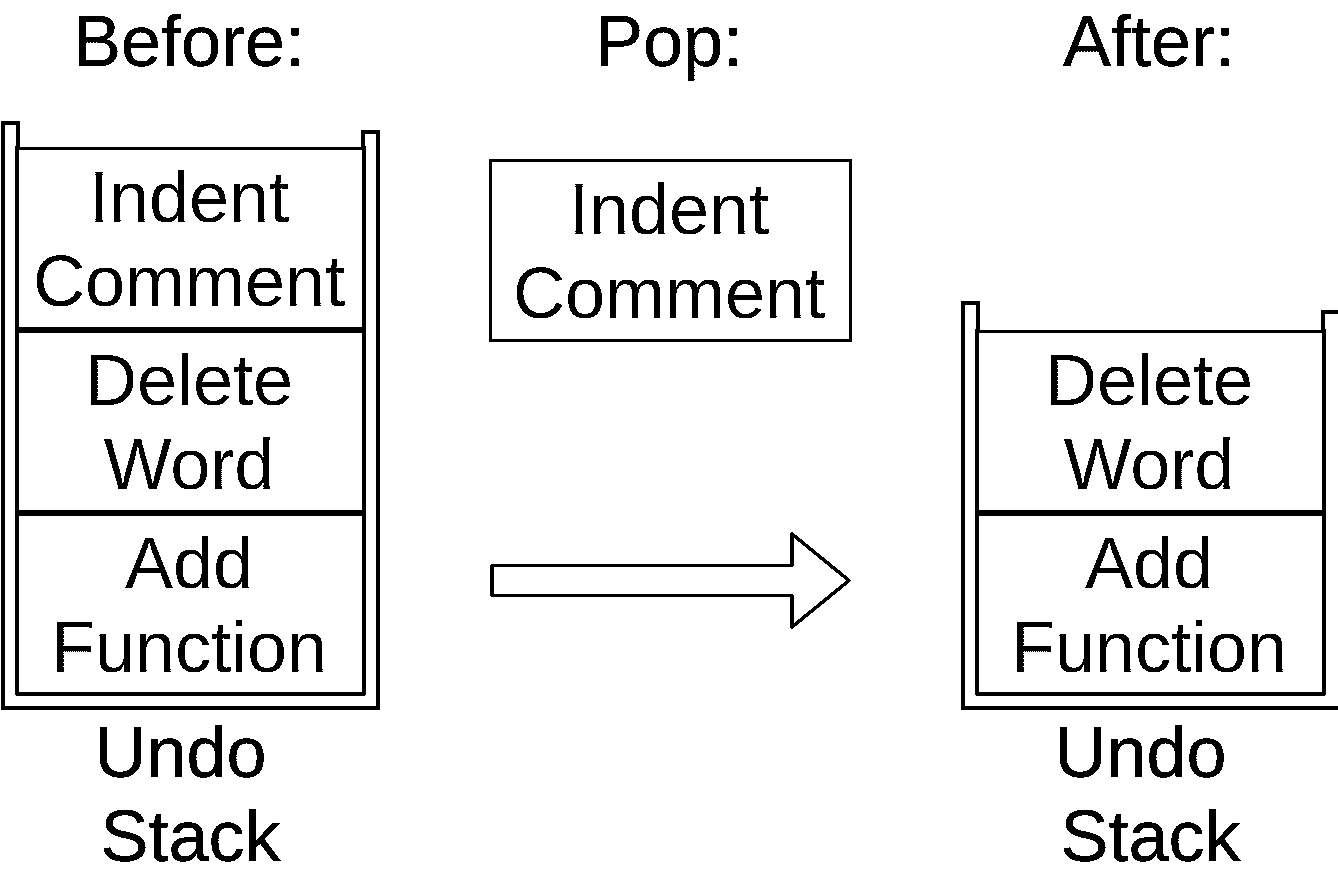 Before:
Pop:
After:
Indent
Comment
Delete
Word
Add
Function
Undo
Stack
Indent
Comment
Delete
Word
Add
Function
Undo
Stack